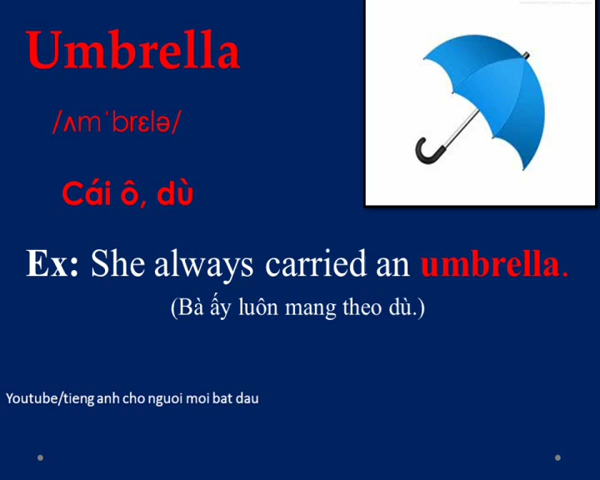 Umbrella
/ʌmˈbrɛlə/
Cái ô, dù
Ex: She always carried an umbrella.
(Bà ấy luôn mang theo dù.)
Youtube/tieng anh cho nguoi moi bat dau